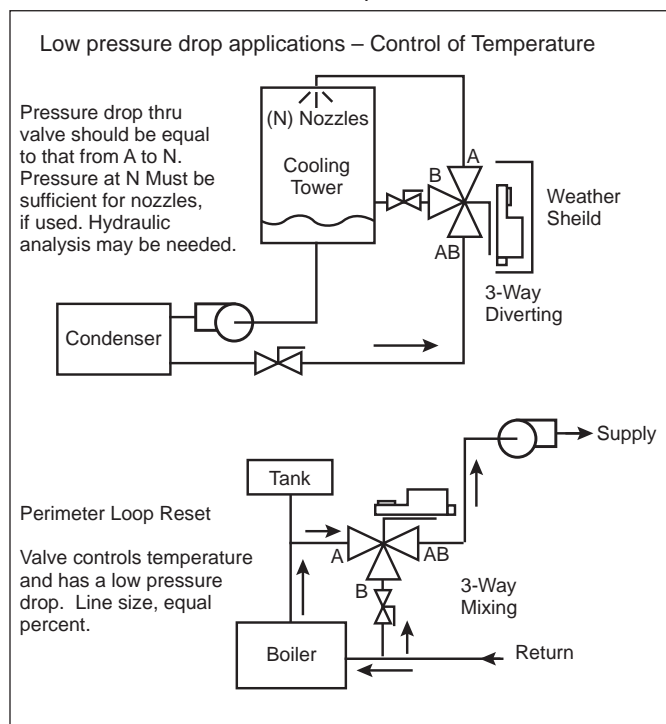 Low pressure drop applications – Control of Temperature
Pressure drop thru
valve should be equal
to that from A to N.
Pressure at N Must be
sufficient for nozzles,
if used. Hydraulic
analysis may be needed.
(N) Nozzles
Cooling
Tower
A
B
AB
Weather
Sheild
3-Way
Diverting
Condenser
Supply
Tank
Perimeter Loop Reset
Valve controls temperature
and has a low pressure
drop. Line size, equal
percent.
A
AB
B
3-Way
Mixing
Boiler
Return